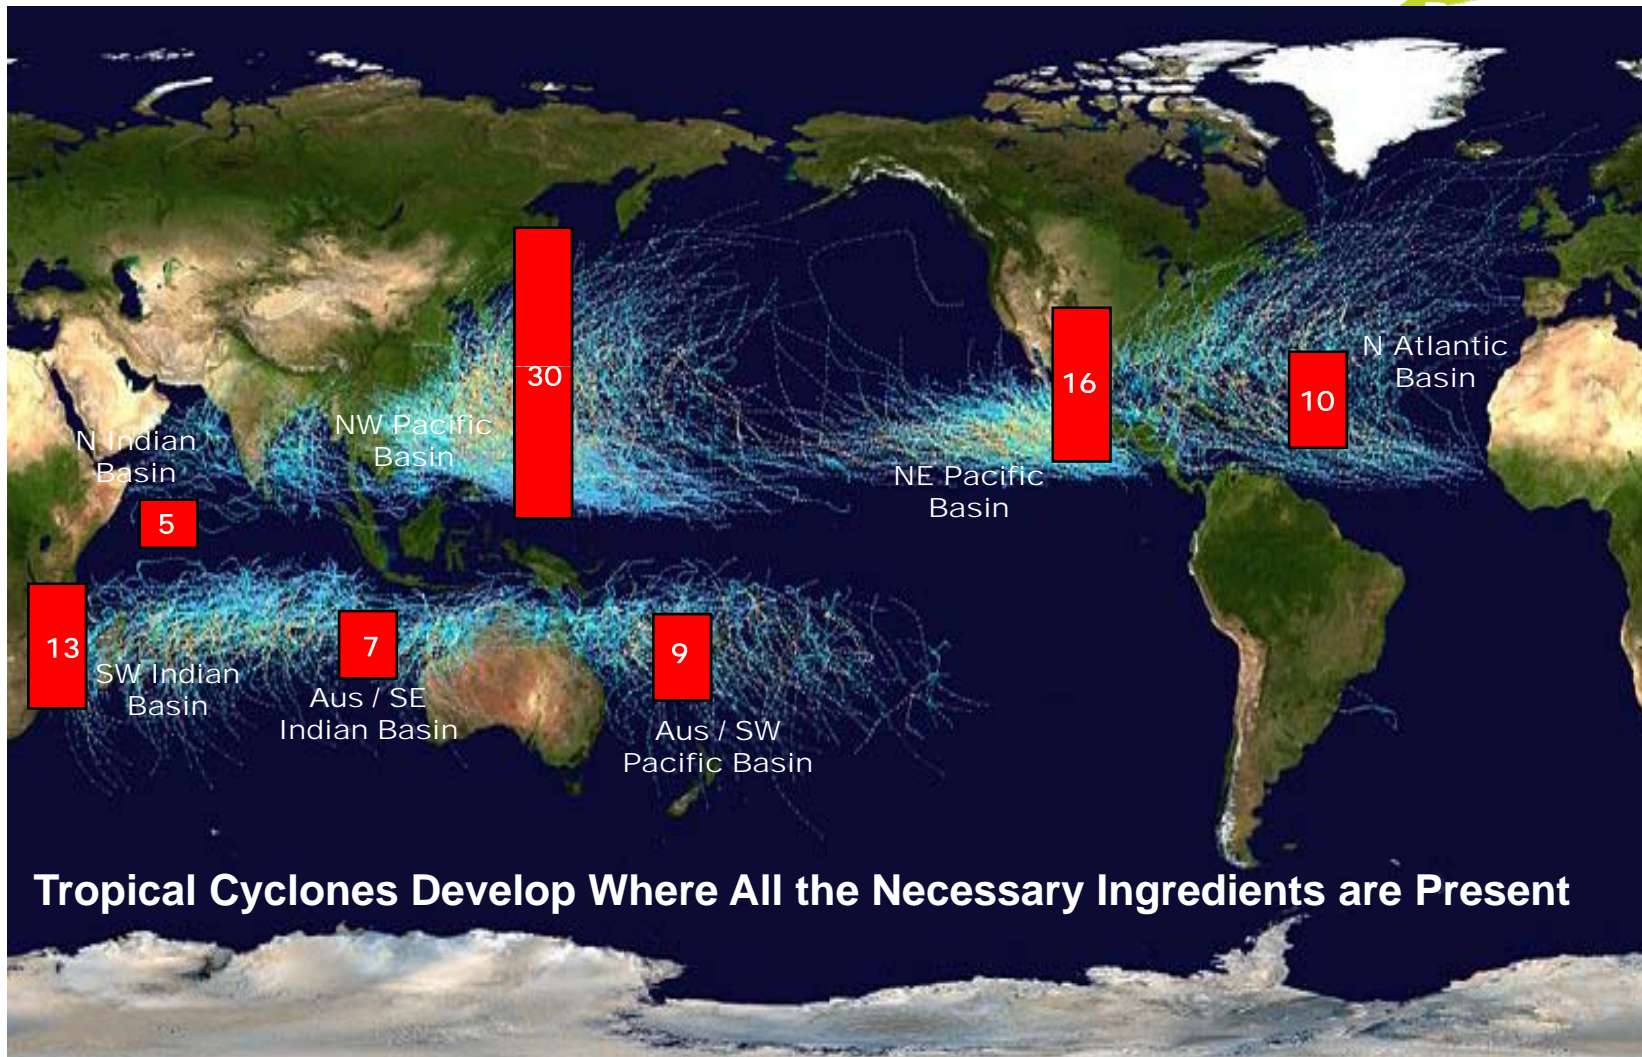 30
16
10
N Atlantic
Basin
NW Pacific
Basin
N Indian
Basin
NE Pacific
Basin
5
13
7
9
SW Indian
Basin
Aus / SE
Indian Basin
Aus / SW
Pacific Basin
Tropical Cyclones Develop Where All the Necessary Ingredients are Present